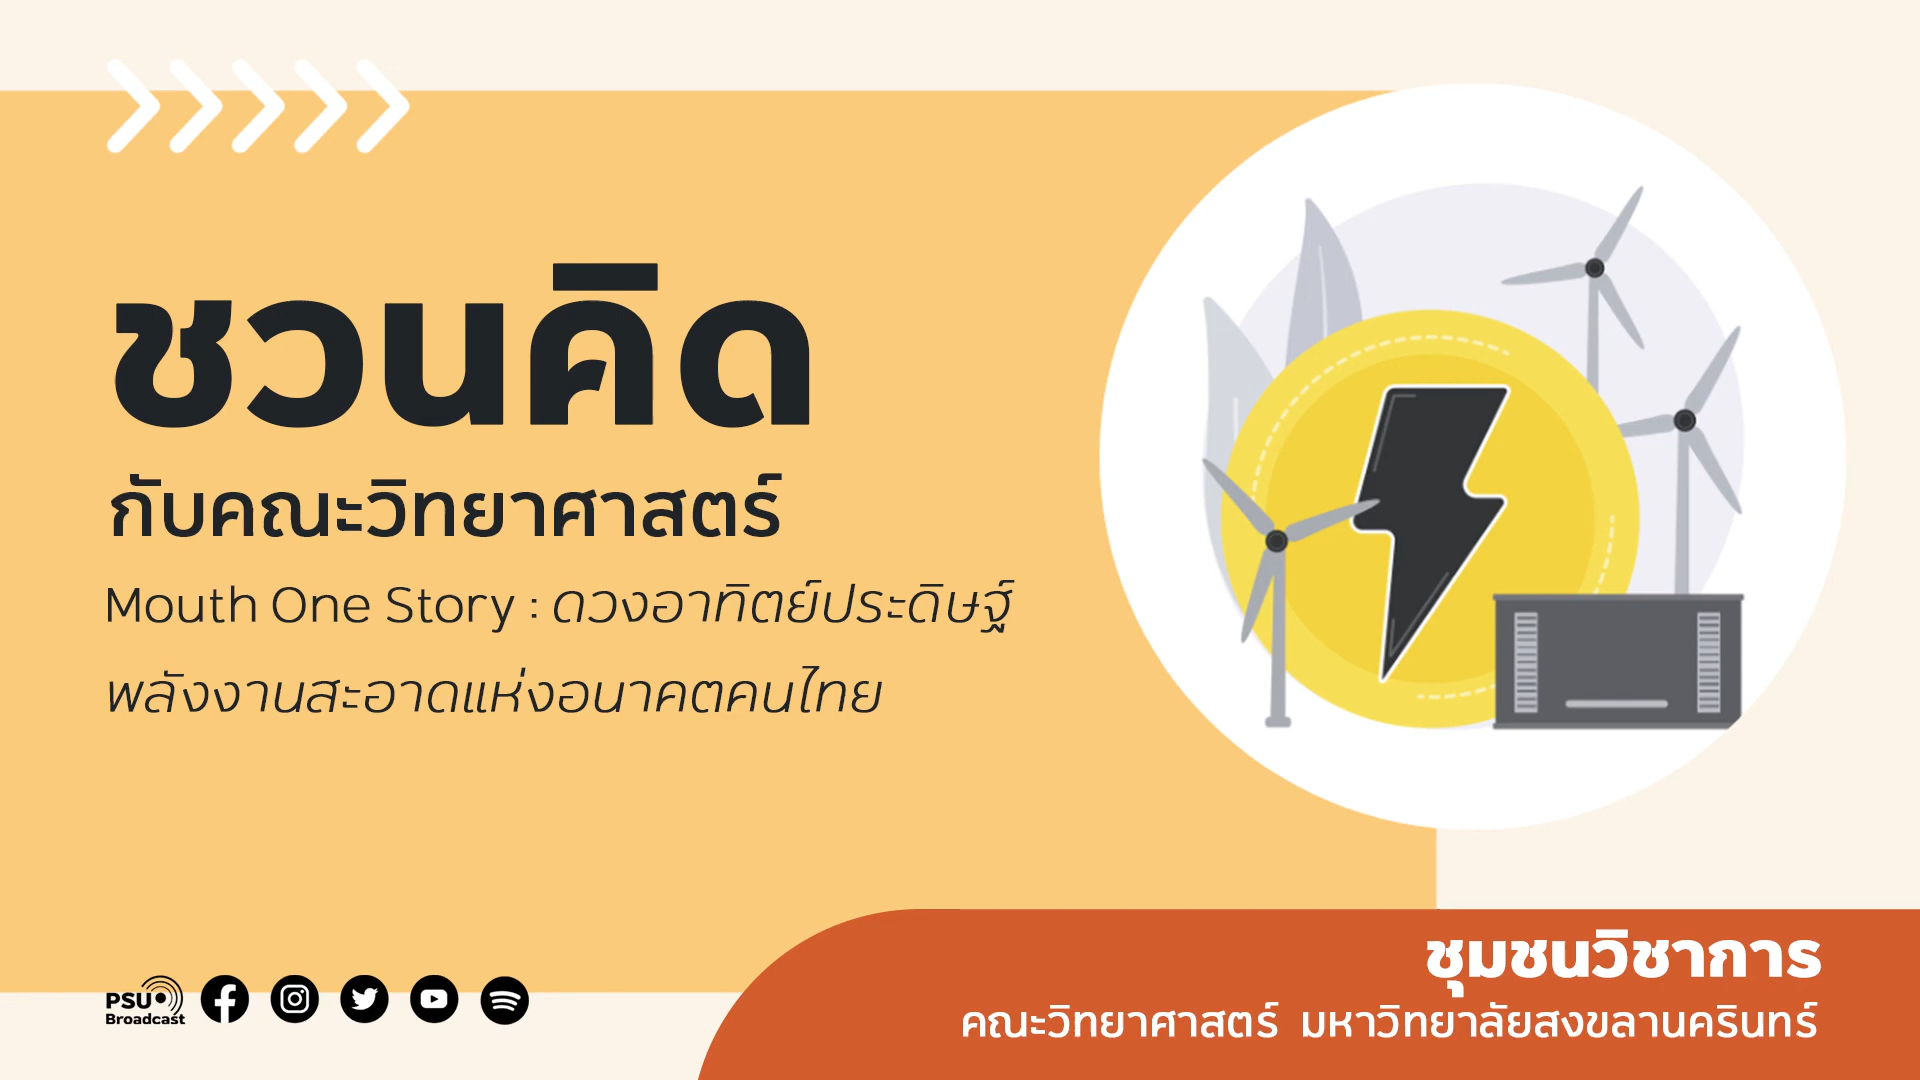 ชวนคิด
กับคณะวิทยาศาสตร์
Mouth One Story : ดวงอาทิตย์ประดิษฐ์
พลังงานสะอาดแห่งอนาคตคนไทย
PSU
Broadcast
ชุมชนวิชาการ
คณะวิทยาศาสตร์ มหาวิทยาลัยสงขลานครินทร์